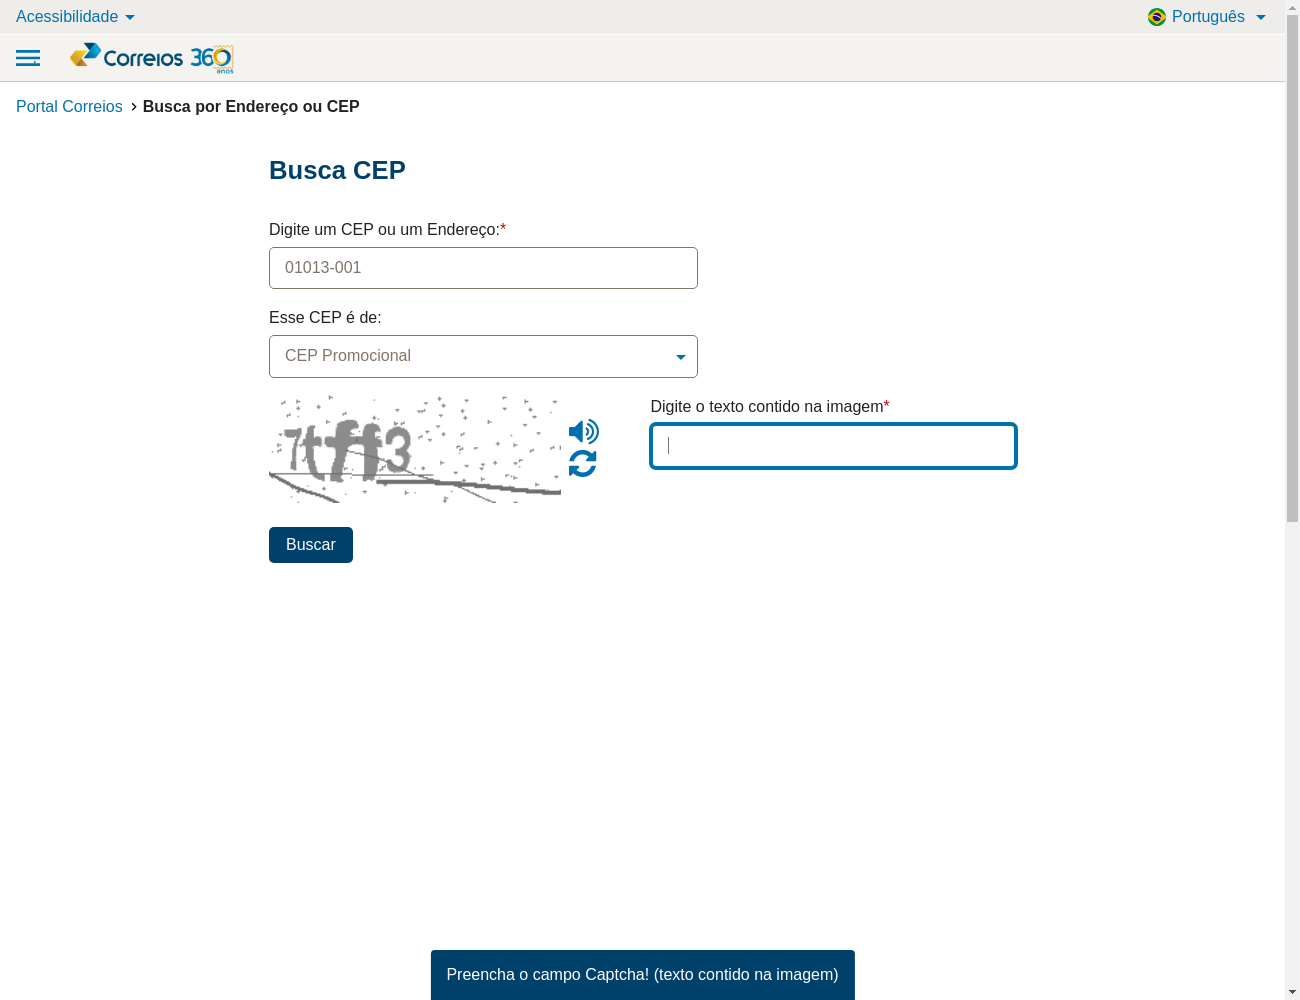 Acessibilidade
Português
Correios 360
anos
Portal Correios
Busca por Endereço ou CEP
Busca CEP
Digite um CEP ou um Endereço:*
01013-001
Esse CEP é de:
CEP Promocional
7tff3
Digite o texto contido na imagem*
Buscar
Preencha o campo Captcha! (texto contido na imagem)